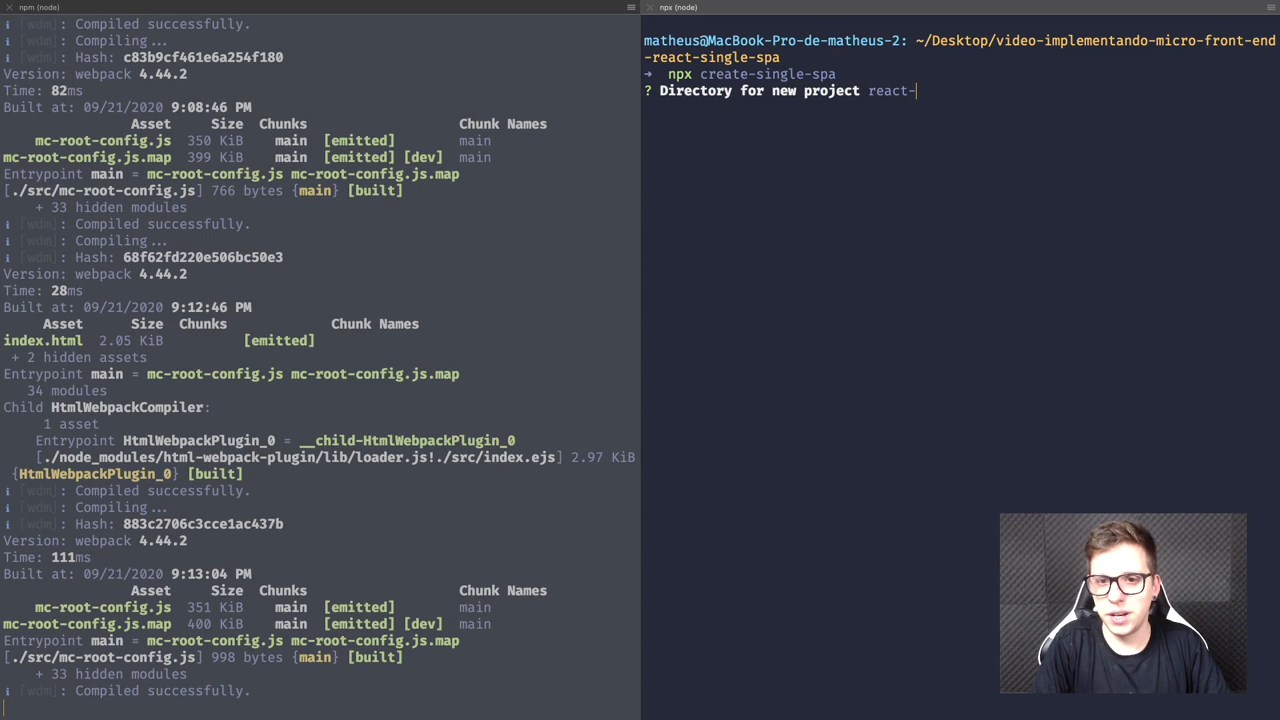 npm (node)
ℹ ｢wdm｣: Compiled successfully.
ℹ ｢wdm｣: Compiling...
ℹ ｢wdm｣: Hash: c83b9cf461e6a254f180
Version: webpack 4.44.2
Time: 82ms
Built at: 09/21/2020 9:08:46 PM
Asset Size Chunks Chunk Names
mc-root-config.js 350 KiB main [emitted] main
mc-root-config.js.map 399 KiB main [emitted] [dev] main
Entrypoint main = mc-root-config.js mc-root-config.js.map
[./src/mc-root-config.js] 766 bytes {main} [built]
+ 33 hidden modules
ℹ ｢wdm｣: Compiled successfully.
ℹ ｢wdm｣: Compiling...
ℹ ｢wdm｣: Hash: 68f62fd220e506bc50e3
Version: webpack 4.44.2
Time: 28ms
Built at: 09/21/2020 9:12:46 PM
Asset Size Chunks Chunk Names
index.html 2.05 KiB [emitted]
+ 2 hidden assets
Entrypoint main = mc-root-config.js mc-root-config.js.map
34 modules
Child HtmlWebpackCompiler:
1 asset
Entrypoint HtmlWebpackPlugin_0 = __child-HtmlWebpackPlugin_0
[./node_modules/html-webpack-plugin/lib/loader.js!./src/index.ejs] 2.97 KiB
{HtmlWebpackPlugin_0} [built]
ℹ ｢wdm｣: Compiled successfully.
ℹ ｢wdm｣: Compiling...
ℹ ｢wdm｣: Hash: 883c2706c3cce1ac437b
Version: webpack 4.44.2
Time: 111ms
Built at: 09/21/2020 9:13:04 PM
Asset Size Chunks Chunk Names
mc-root-config.js 351 KiB main [emitted] main
mc-root-config.js.map 400 KiB main [emitted] [dev] main
Entrypoint main = mc-root-config.js mc-root-config.js.map
[./src/mc-root-config.js] 998 bytes {main} [built]
+ 33 hidden modules
ℹ ｢wdm｣: Compiled successfully.
npx (node)
matheus@MacBook-Pro-de-matheus-2: ~/Desktop/video-implementando-micro-front-end
-react-single-spa
➜ npx create-single-spa
? Directory for new project react-